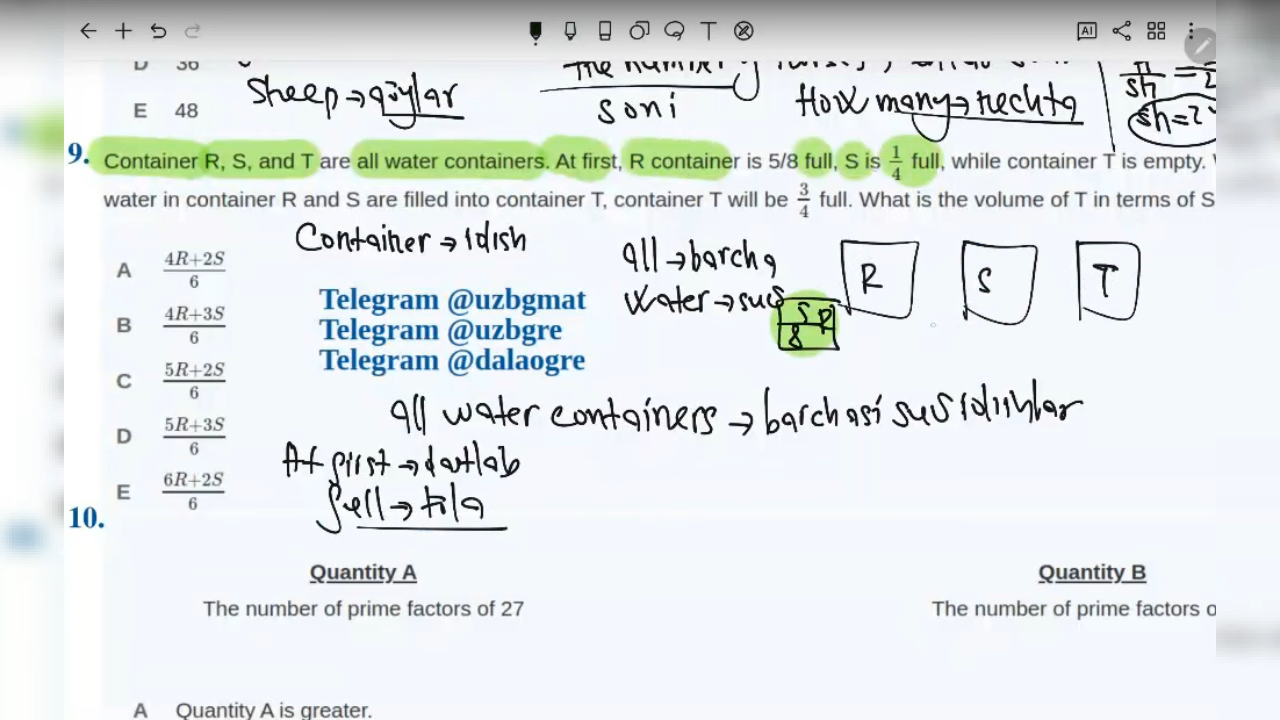 D 36
sheep→qo'ylar
the number
soni
How many→nechta
E 48
sh
9. Container R, S, and T are all water containers. At first, R container is 5/8 full, S is 1/4 full, while container T is empty.
water in container R and S are filled into container T, container T will be 3/4 full. What is the volume of T in terms of S
Container→idish
all→barcha
R
S
T
A 4R+2S/6
Telegram @uzbgmat
Water→suv
5/8 R
B 4R+3S/6
Telegram @uzbgre
Telegram @dalaogre
C 5R+2S/6
all water containers→barchasi suv idishlar
D 5R+3S/6
At first→dastlab
E 6R+2S/6
full→to'la
10.
Quantity A
Quantity B
The number of prime factors of 27
The number of prime factors o
A Quantity A is greater.